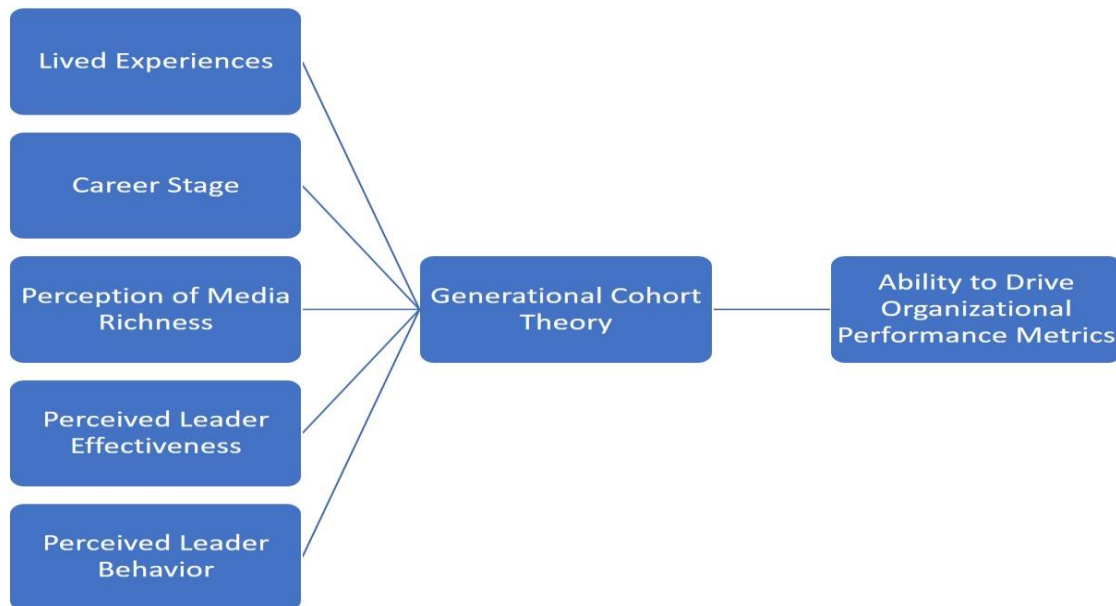 Lived Experiences
Career Stage
Perception of Media
Richness
Perceived Leader
Effectiveness
Perceived Leader
Behavior
Generational Cohort
Theory
Ability to Drive
Organizational
Performance Metrics